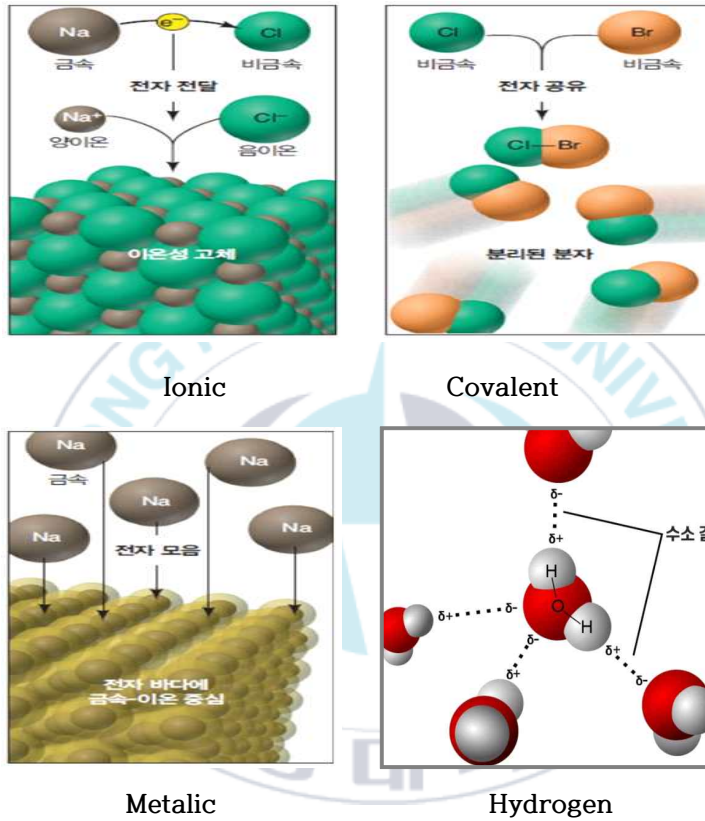 Na e⁻ Cl
금속 비금속
전자 전달
Na⁺ Cl⁻
양이온 음이온
이온성 고체
Ionic
Cl Br
비금속 비금속
전자 공유
Cl Br
분리된 분자
Covalent
Na Na
금속
Na
Na Na
전자 모음
전자 바다에
금속-이온 중심
Metalic
δ-
수소
δ+
H
O
H
δ+ δ-
δ- δ+
δ+ δ-
Hydrogen